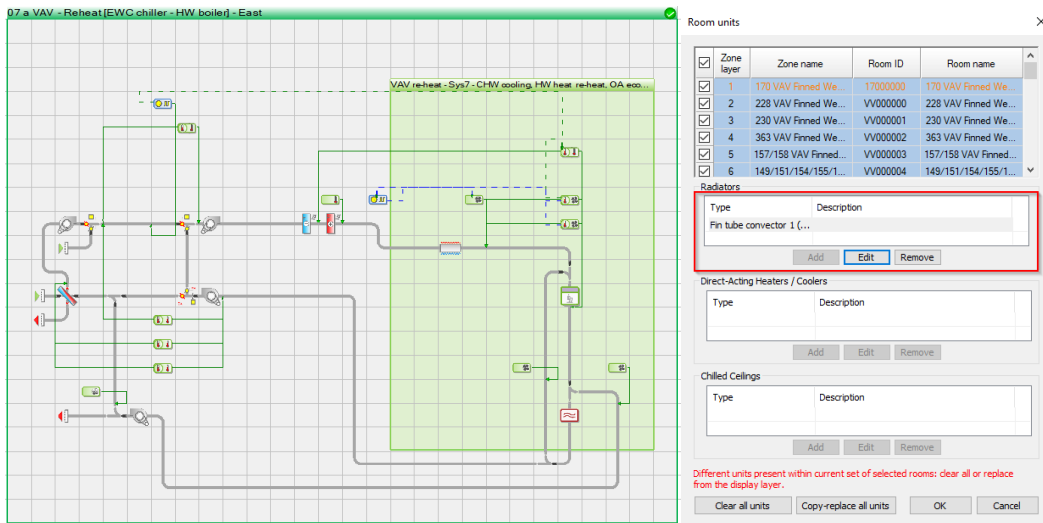 07 a VAV - Reheat [EWC chiller - HW boiler] - East
VAV re-heat - Sys7 - CHW cooling, HW heat re-heat, OA eco...
Room units
Zone layer Zone name Room ID Room name
1 170 VAV Finned We... 17000000 170 VAV Finned We...
2 228 VAV Finned We... VV000000 228 VAV Finned We...
3 230 VAV Finned We... VV000001 230 VAV Finned We...
4 363 VAV Finned We... VV000002 363 VAV Finned We...
5 157/158 VAV Finned... VV000003 157/158 VAV Finned...
6 149/151/154/155/1... VV000004 149/151/154/155/1...
Radiators
Type Description
Fin tube convector 1 (...
Add Edit Remove
Direct-Acting Heaters / Coolers
Type Description
Add Edit Remove
Chilled Ceilings
Type Description
Add Edit Remove
Different units present within current set of selected rooms: clear all or replace
from the display layer.
Clear all units Copy-replace all units OK Cancel